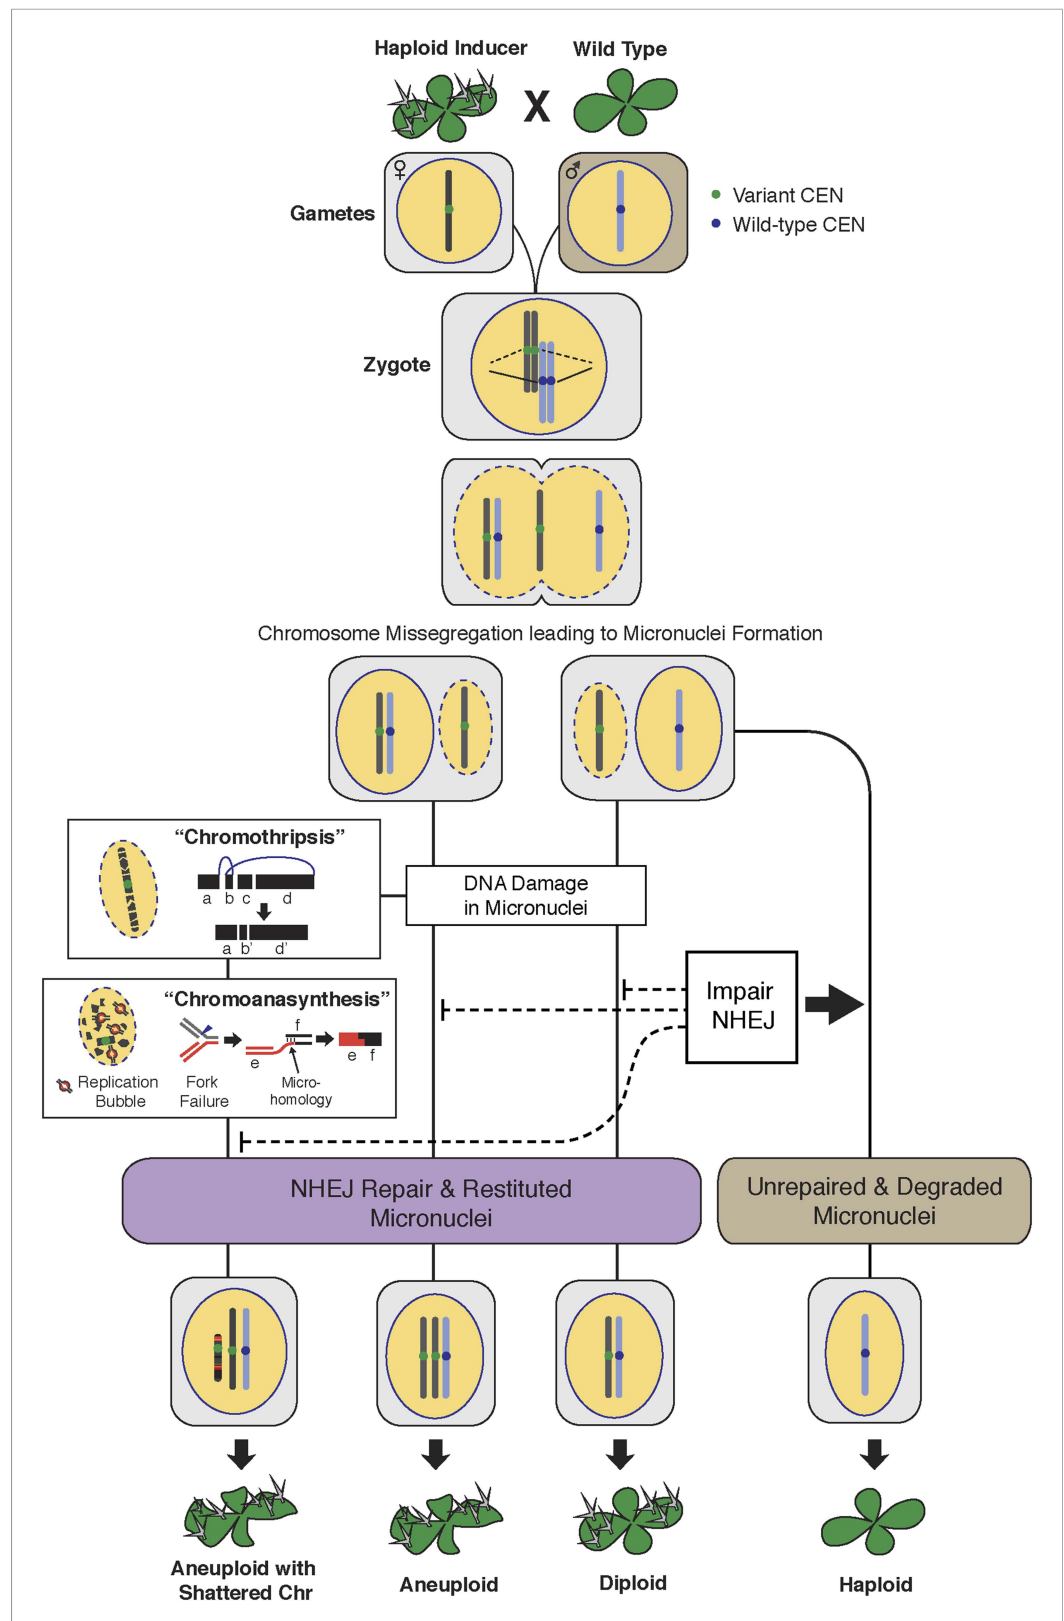 Haploid Inducer
Wild Type
X
♀
♂
Gametes
Variant CEN
Wild-type CEN
Zygote
Chromosome Missegregation leading to Micronuclei Formation
“Chromothripsis”
a b c d
a b’ d’
DNA Damage
in Micronuclei
“Chromoanasynthesis”
f
e
e f
Replication
Bubble
Fork
Failure
Micro-
homology
Impair
NHEJ
NHEJ Repair & Restituted
Micronuclei
Unrepaired & Degraded
Micronuclei
Aneuploid with
Shattered Chr
Aneuploid
Diploid
Haploid